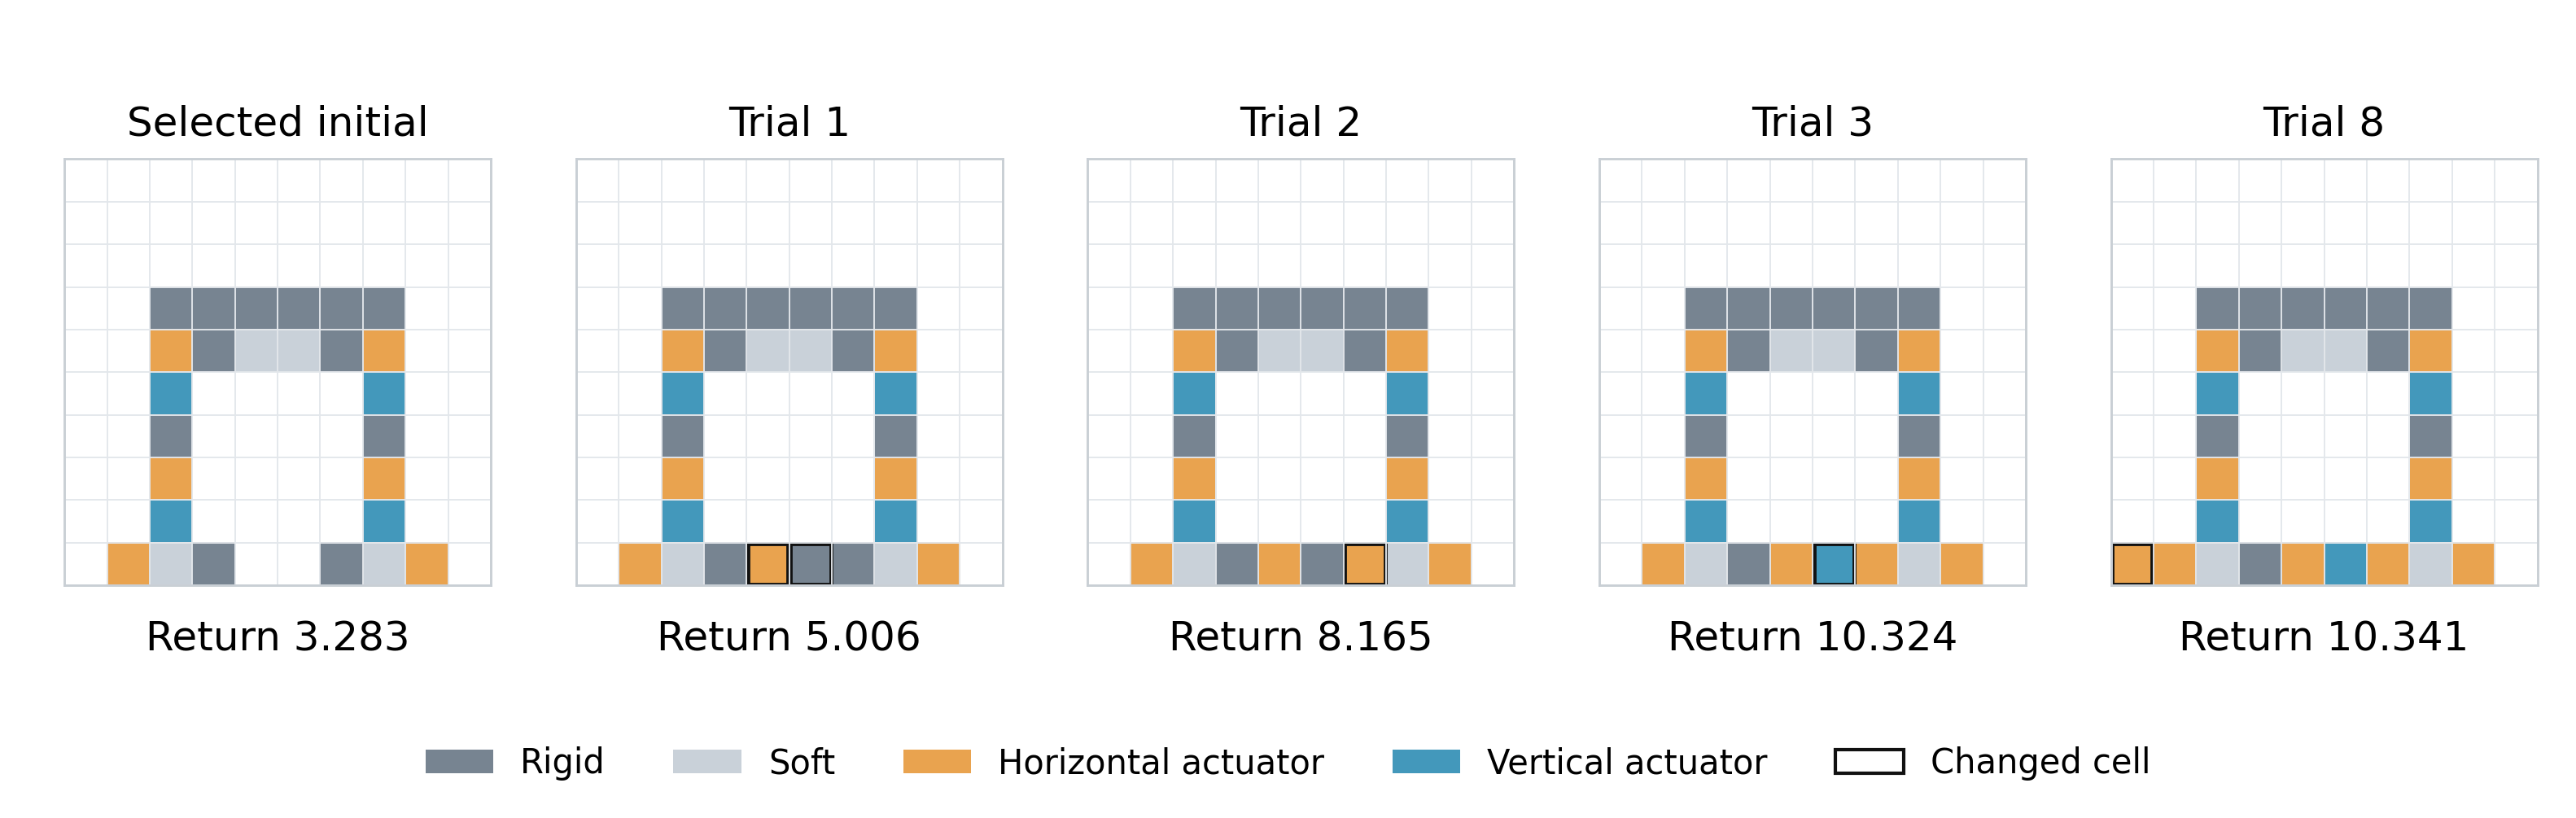 Selected initial
Trial 1
Trial 2
Trial 3
Trial 8
Return 3.283
Return 5.006
Return 8.165
Return 10.324
Return 10.341
Rigid
Soft
Horizontal actuator
Vertical actuator
Changed cell